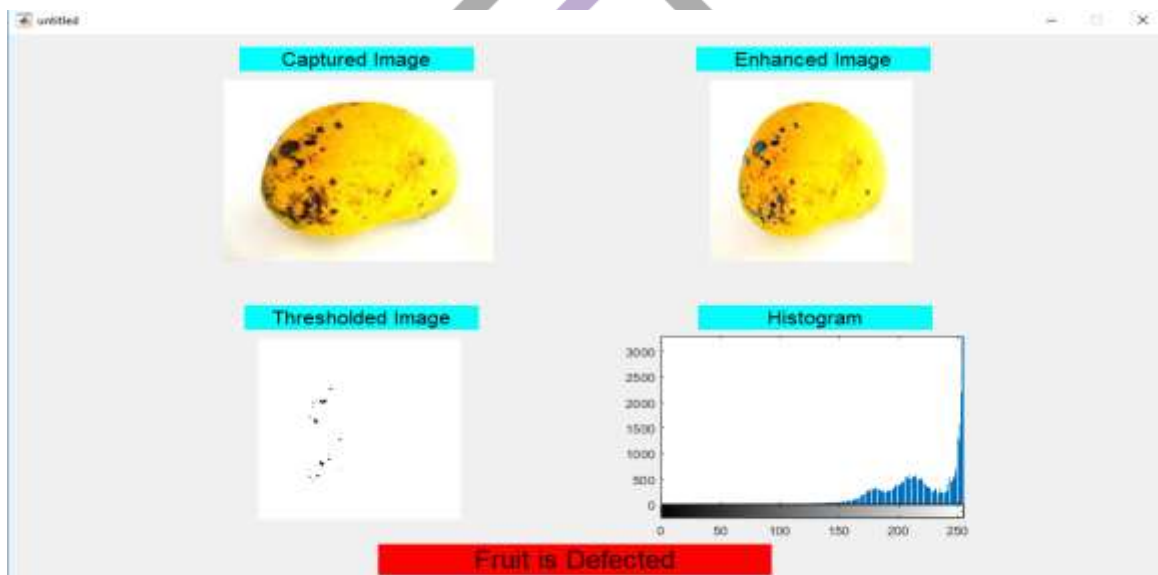 untitled
Captured Image
Enhanced Image
Thresholded Image
Histogram
3000
2500
2000
1500
1000
500
0
0 50 100 150 200 250
Fruit is Defected